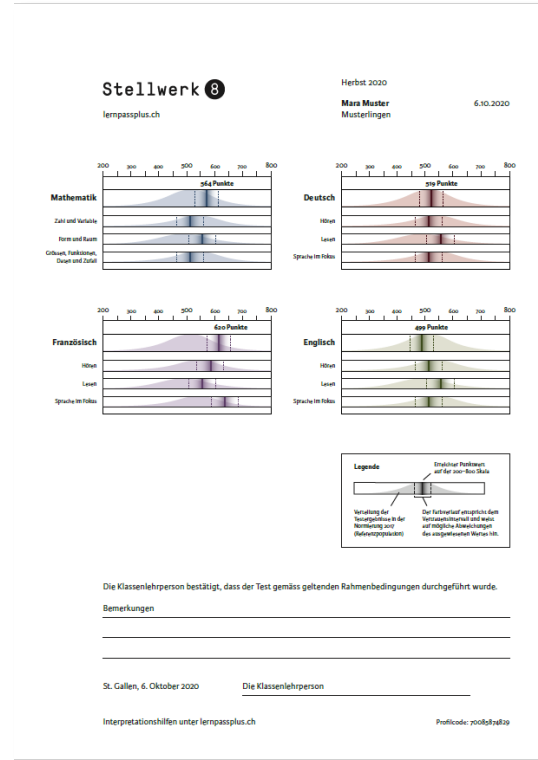 Stellwerk 8
lernpassplus.ch
Herbst 2020
Mara Muster 6.10.2020
Musterlingen
200 300 400 500 600 700 800
564 Punkte
Mathematik
Zahl und Variable
Form und Raum
Grössen, Funktionen,
Daten und Zufall
200 300 400 500 600 700 800
519 Punkte
Deutsch
Hören
Lesen
Sprache im Fokus
200 300 400 500 600 700 800
620 Punkte
Französisch
Hören
Lesen
Sprache im Fokus
200 300 400 500 600 700 800
499 Punkte
Englisch
Hören
Lesen
Sprache im Fokus
Legende
Erreichter Punktewert
auf der 200–800 Skala
Verteilung der
Testergebnisse in der
Normierung 2017
(Referenzpopulation)
Der Farbverlauf entspricht dem
Vertrauensintervall und weist
auf mögliche Abweichungen
des ausgewiesenen Wertes hin.
Die Klassenlehrperson bestätigt, dass der Test gemäss geltenden Rahmenbedingungen durchgeführt wurde.
Bemerkungen
St. Gallen, 6. Oktober 2020 Die Klassenlehrperson
Interpretationshilfen unter lernpassplus.ch Profilcode: 70085874829